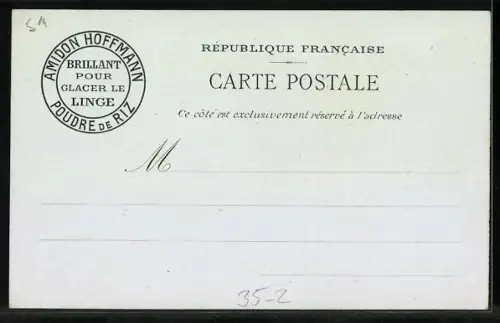 AMIDON HOFFMANN
BRILLANT
POUR
GLACER LE
LINGE
POUDRE DE RIZ
RÉPUBLIQUE FRANÇAISE
CARTE POSTALE
Ce côté est exclusivement réservé à l'adresse
M
35-2